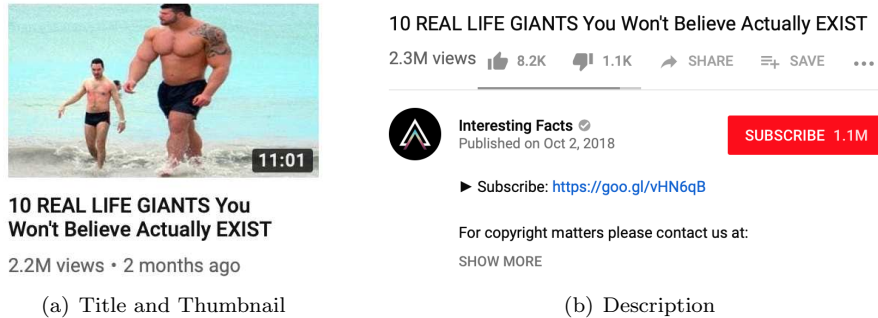 11:01
10 REAL LIFE GIANTS You
Won't Believe Actually EXIST
2.2M views • 2 months ago
(a) Title and Thumbnail
10 REAL LIFE GIANTS You Won't Believe Actually EXIST
2.3M views 8.2K 1.1K SHARE SAVE
Interesting Facts
Published on Oct 2, 2018
SUBSCRIBE 1.1M
► Subscribe: https://goo.gl/vHN6qB
For copyright matters please contact us at:
SHOW MORE
(b) Description